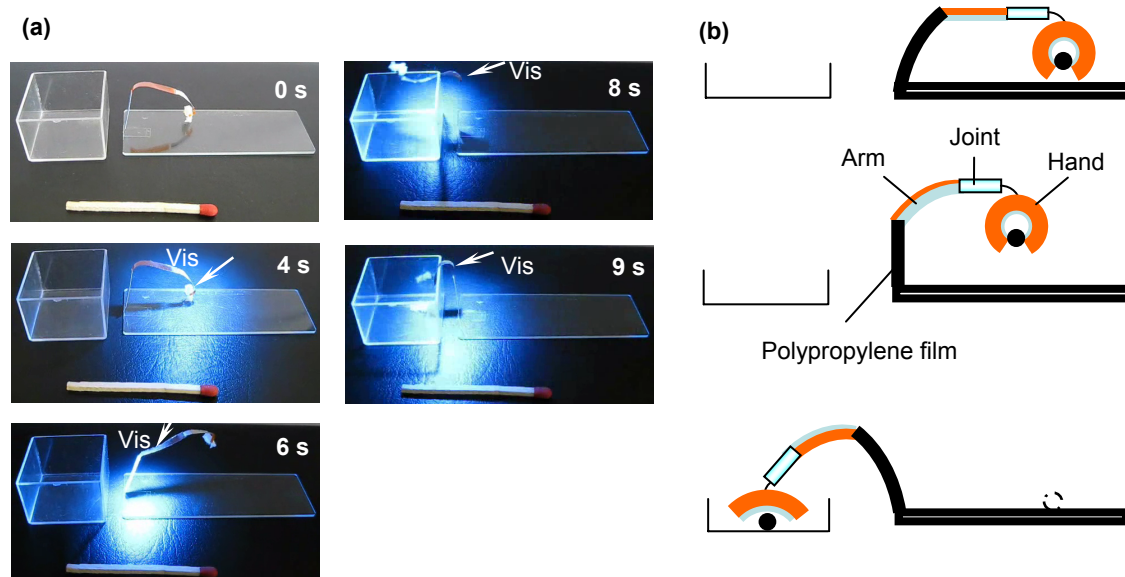 (a)
0 s
Vis
4 s
Vis
6 s
Vis
8 s
Vis
9 s
(b)
Arm
Joint
Hand
Polypropylene film